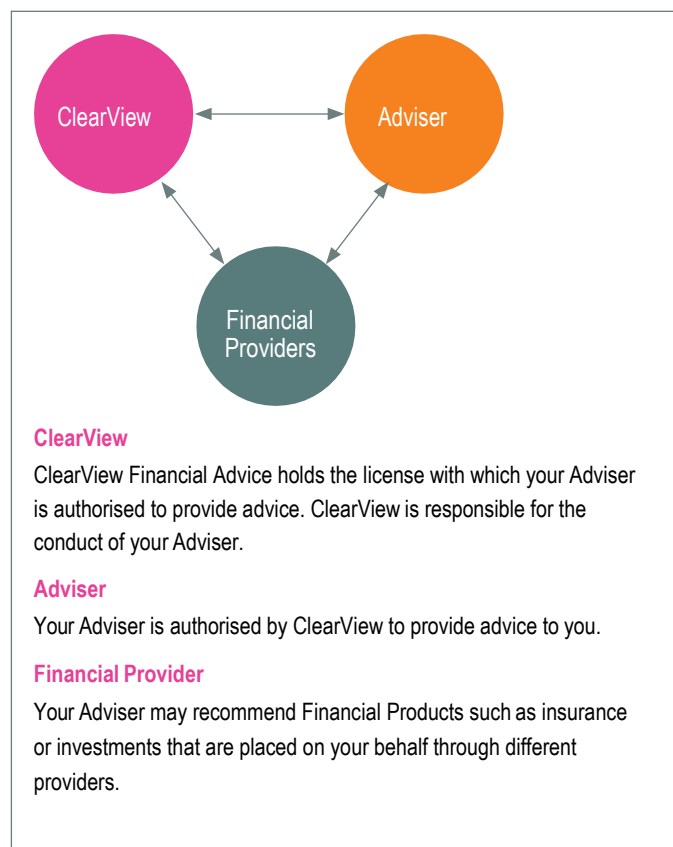 ClearView
Adviser
Financial
Providers
ClearView
ClearView Financial Advice holds the license with which your Adviser
is authorised to provide advice. ClearView is responsible for the
conduct of your Adviser.
Adviser
Your Adviser is authorised by ClearView to provide advice to you.
Financial Provider
Your Adviser may recommend Financial Products such as insurance
or investments that are placed on your behalf through different
providers.